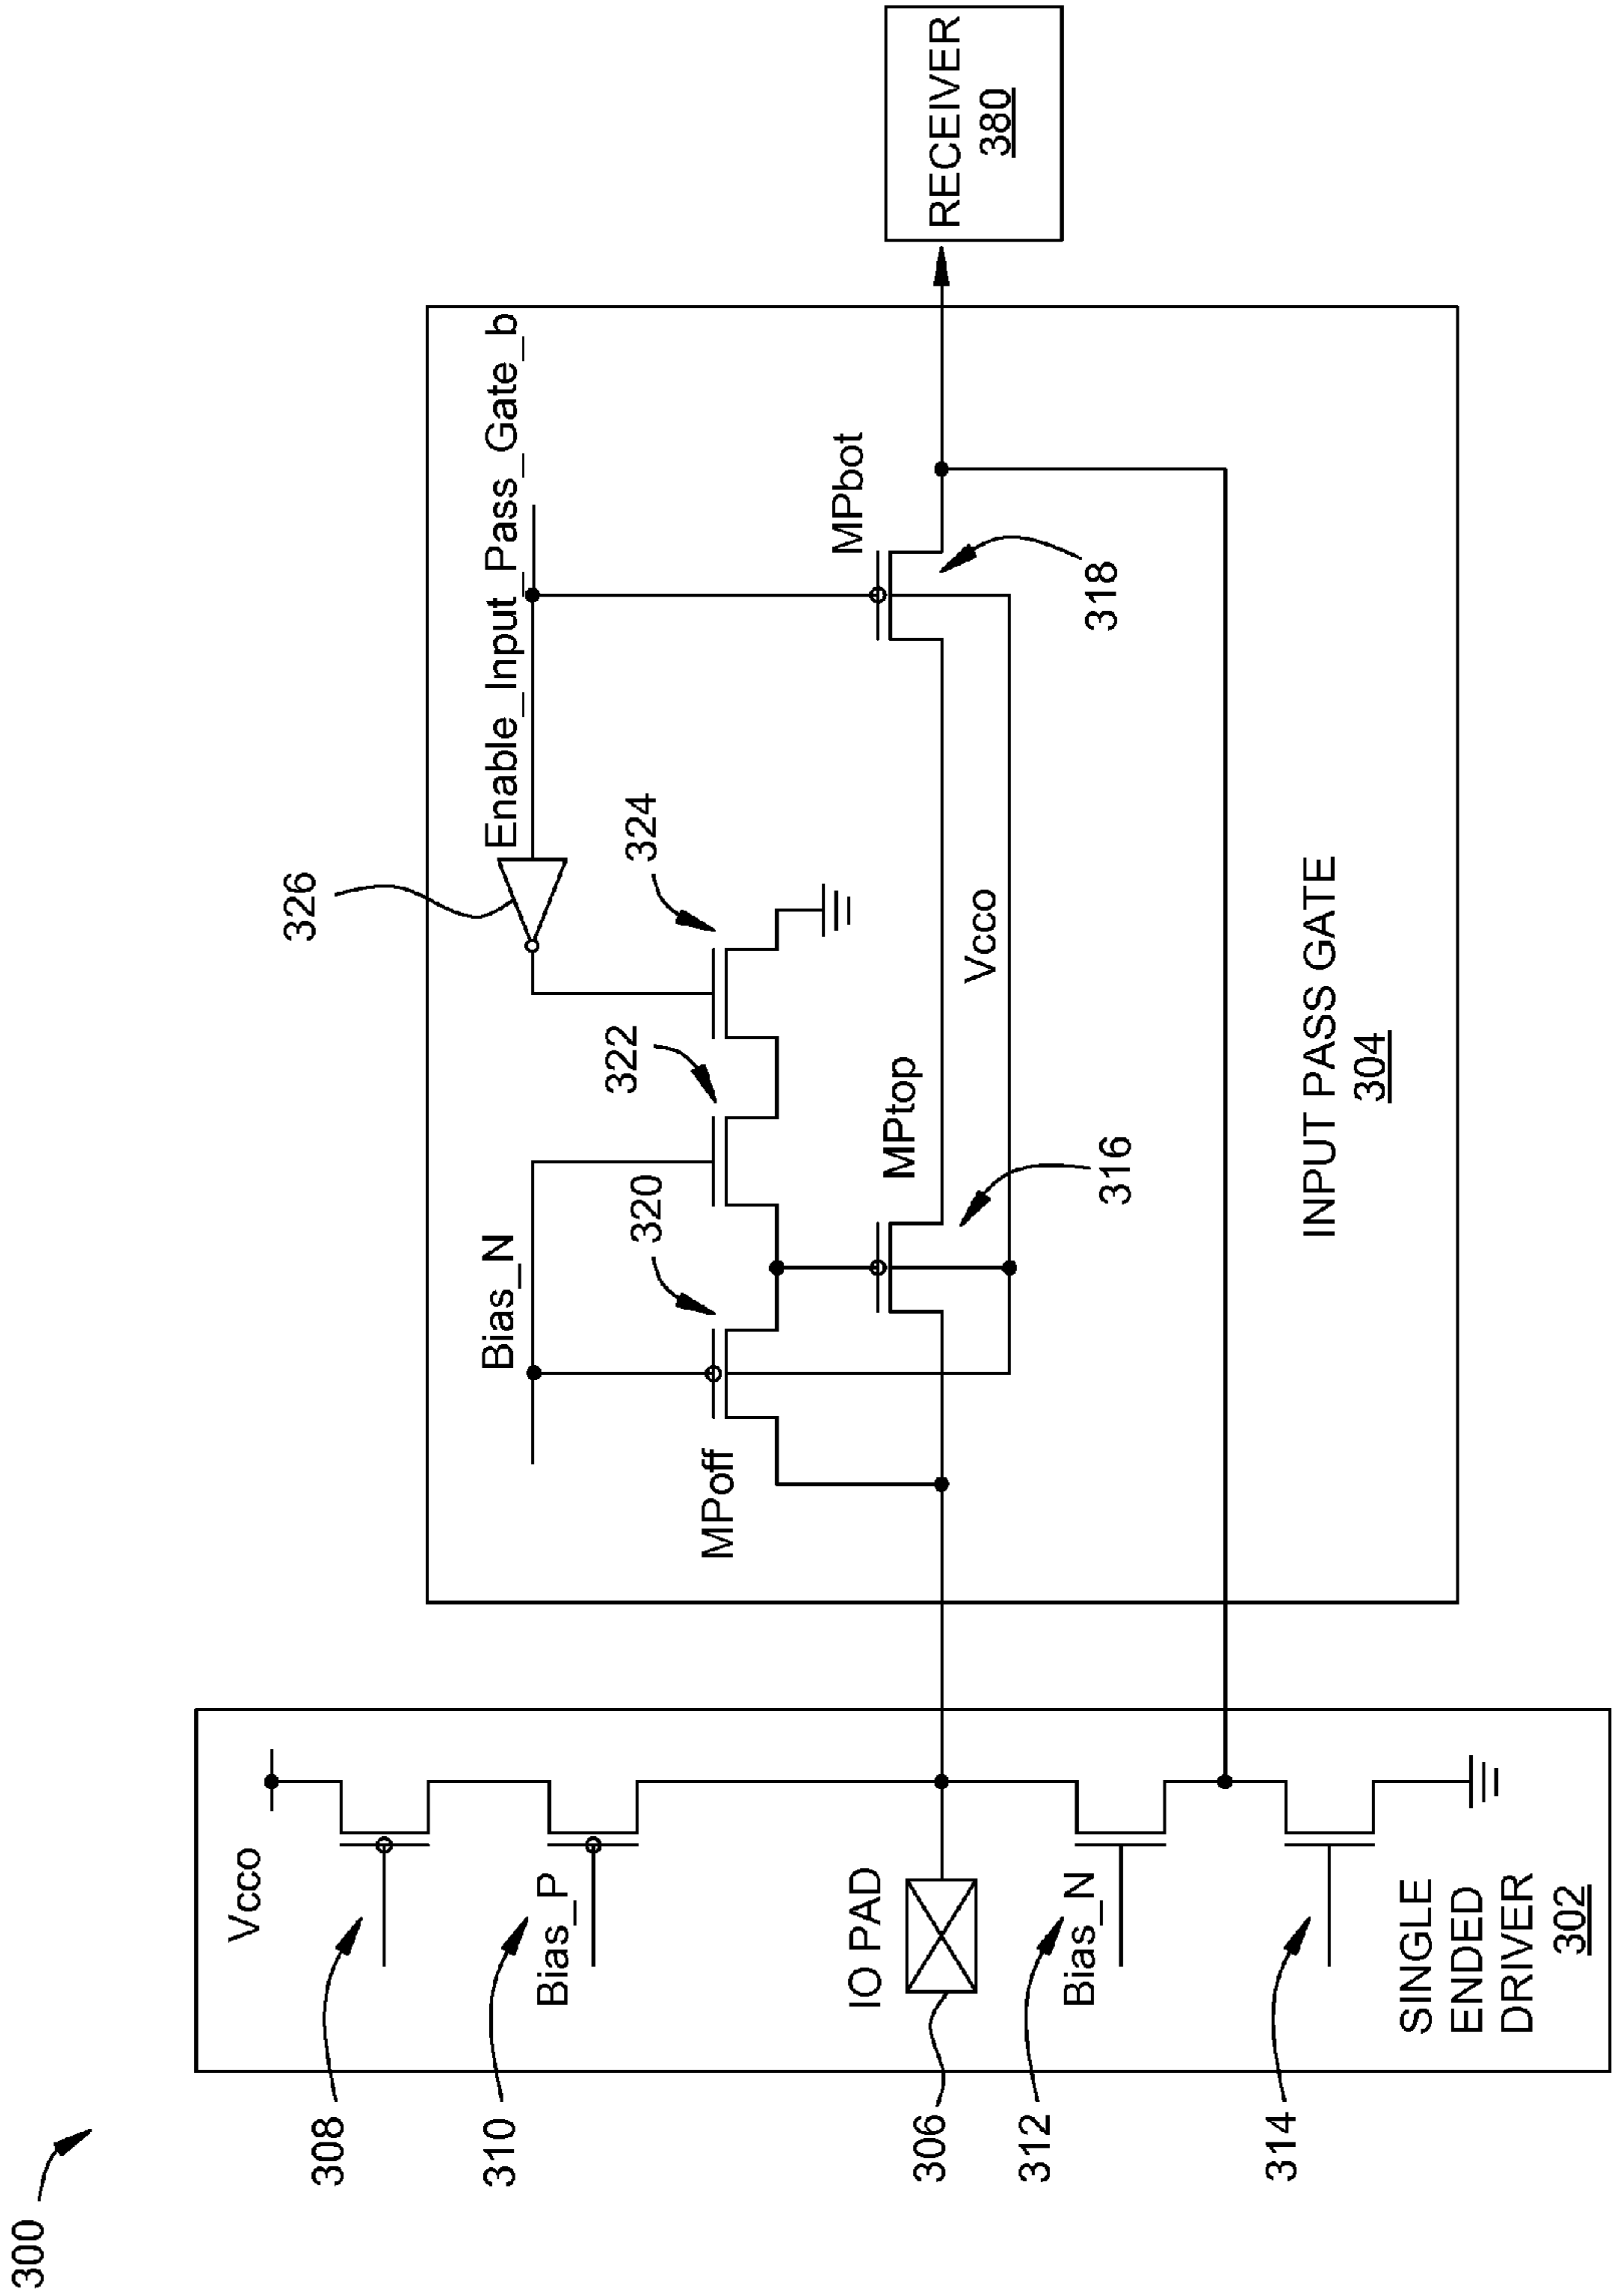 300
308
310
306
312
314
Vcco
Bias_P
IO PAD
Bias_N
SINGLE
ENDED
DRIVER
302
326
Enable_Input_Pass_Gate_b
Bias_N
320
322
324
MPoff
MPtop
MPbot
316
318
Vcco
INPUT PASS GATE
304
RECEIVER
380